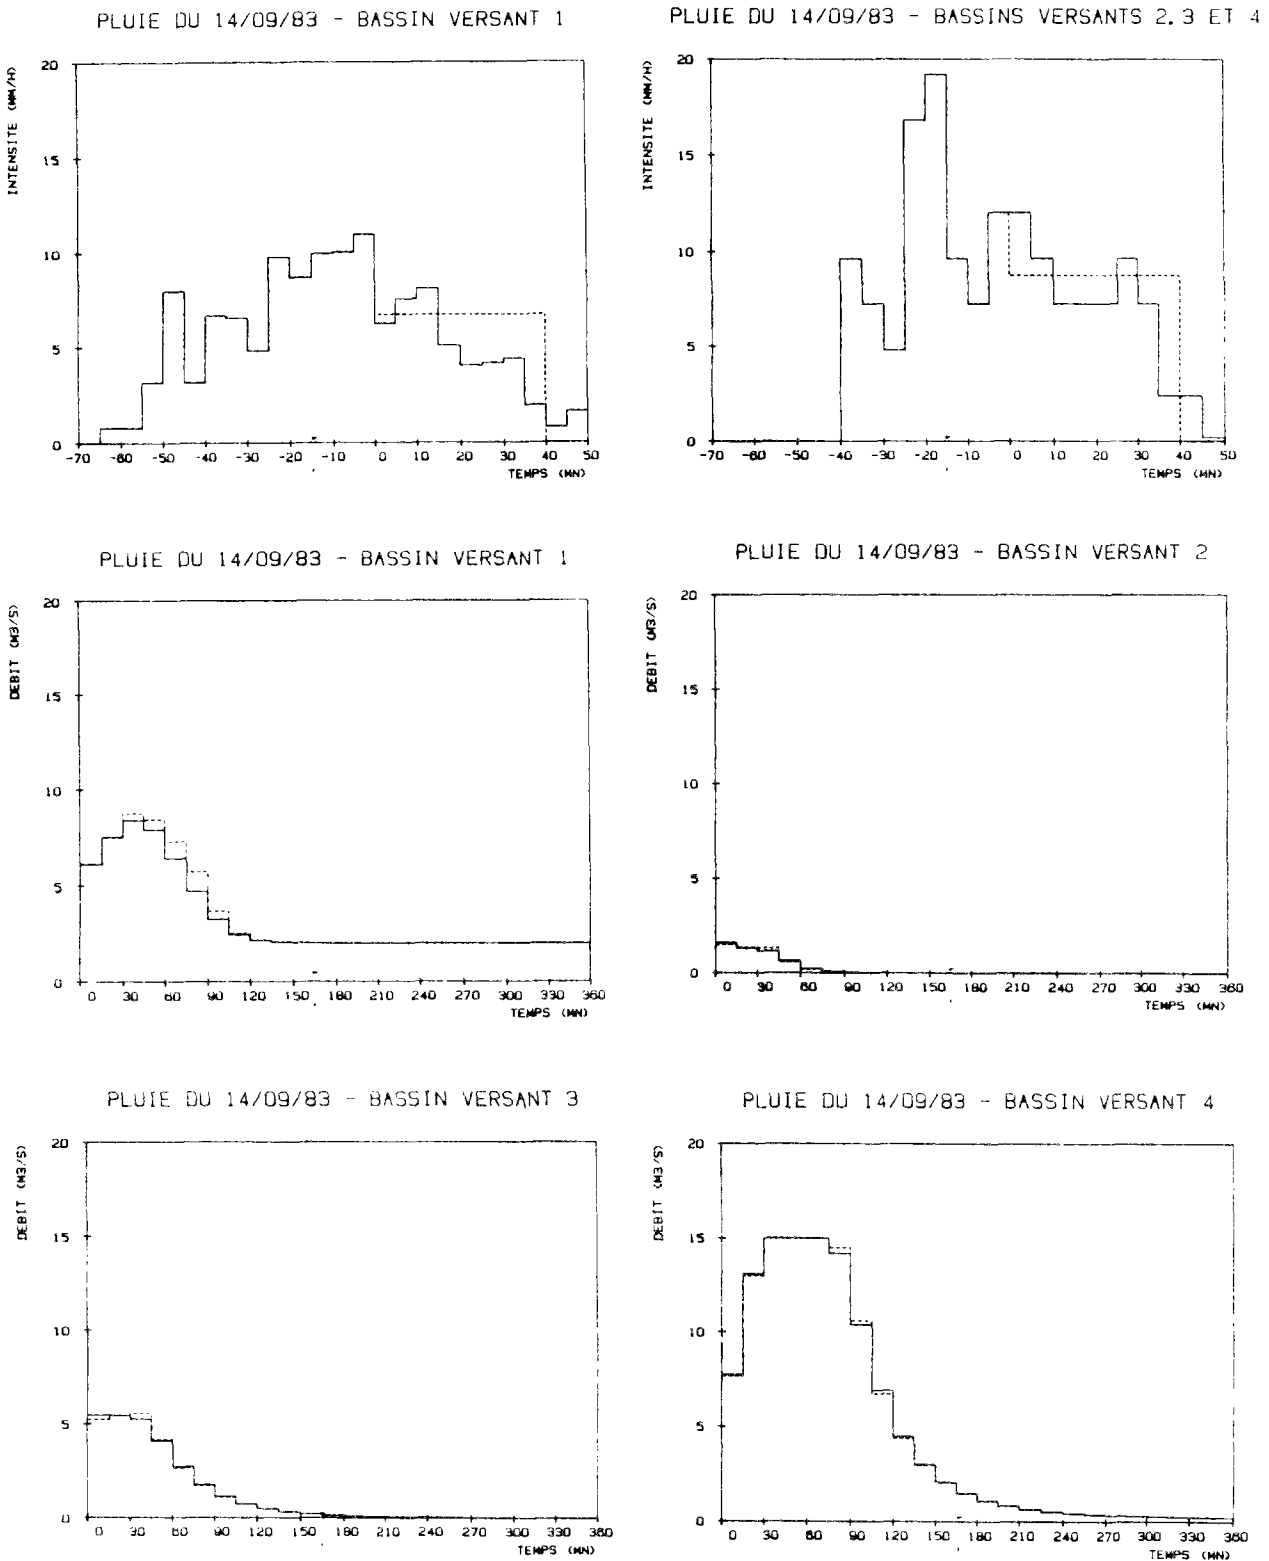 PLUIE DU 14/09/83 - BASSIN VERSANT 1
INTENSITE (MM/H)
20
15
10
5
0
-70 -60 -50 -40 -30 -20 -10 0 10 20 30 40 50
TEMPS (MN)
PLUIE DU 14/09/83 - BASSINS VERSANTS 2.3 ET 4
INTENSITE (MM/H)
20
15
10
5
0
-70 -60 -50 -40 -30 -20 -10 0 10 20 30 40 50
TEMPS (MN)
PLUIE DU 14/09/83 - BASSIN VERSANT 1
DEBIT (M3/S)
20
15
10
5
0
0 30 60 90 120 150 180 210 240 270 300 330 360
TEMPS (MN)
PLUIE DU 14/09/83 - BASSIN VERSANT 2
DEBIT (M3/S)
20
15
10
5
0
0 30 60 90 120 150 180 210 240 270 300 330 360
TEMPS (MN)
PLUIE DU 14/09/83 - BASSIN VERSANT 3
DEBIT (M3/S)
20
15
10
5
0
0 30 60 90 120 150 180 210 240 270 300 330 360
TEMPS (MN)
PLUIE DU 14/09/83 - BASSIN VERSANT 4
DEBIT (M3/S)
20
15
10
5
0
0 30 60 90 120 150 180 210 240 270 300 330 360
TEMPS (MN)